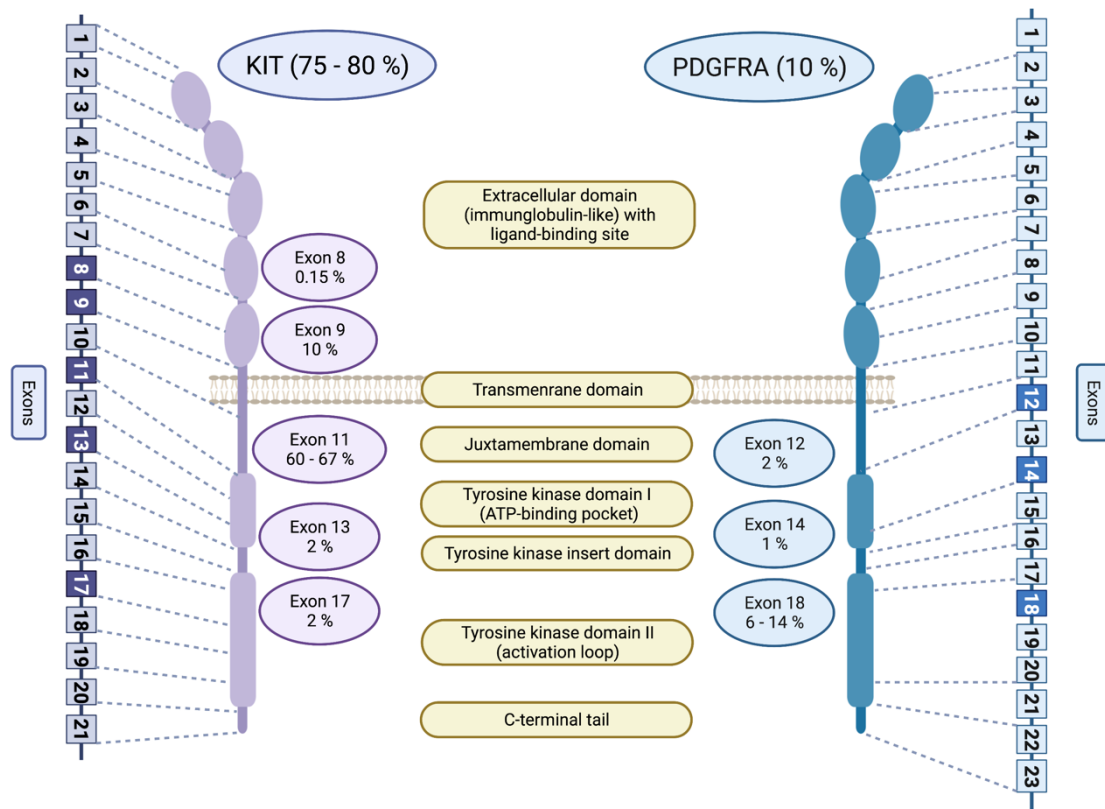 KIT (75 - 80 %)
PDGFRA (10 %)
Exons
1
2
3
4
5
6
7
8
9
10
11
12
13
14
15
16
17
18
19
20
21
Exon 8
0.15 %
Exon 9
10 %
Exon 11
60 - 67 %
Exon 13
2 %
Exon 17
2 %
Extracellular domain
(immunglobulin-like) with
ligand-binding site
Transmenrane domain
Juxtamembrane domain
Tyrosine kinase domain I
(ATP-binding pocket)
Tyrosine kinase insert domain
Tyrosine kinase domain II
(activation loop)
C-terminal tail
Exon 12
2 %
Exon 14
1 %
Exon 18
6 - 14 %
1
2
3
4
5
6
7
8
9
10
11
12
13
14
15
16
17
18
19
20
21
22
23
Exons